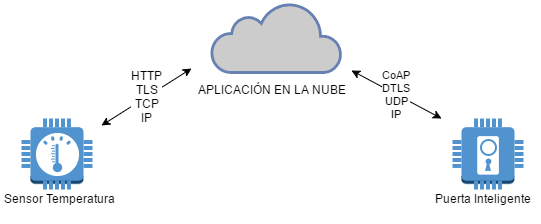 HTTP
TLS
TCP
IP
APLICACIÓN EN LA NUBE
CoAP
DTLS
UDP
IP
Sensor Temperatura
Puerta Inteligente